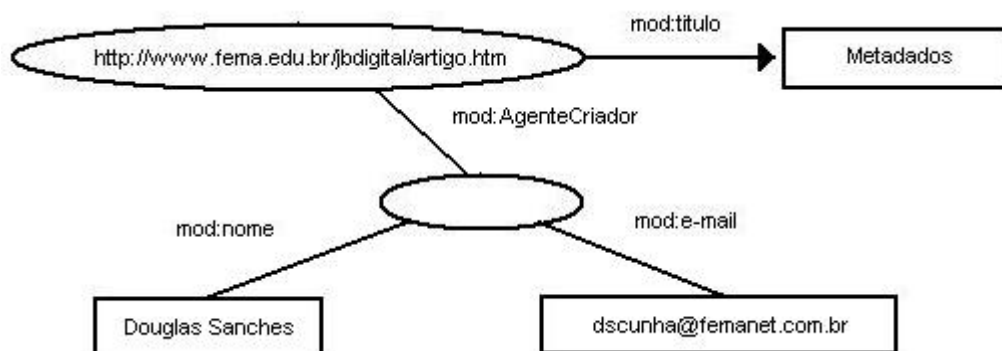 mod:titulo
http://www.fema.edu.br/jbdigital/artigo.htm
Metadados
mod:AgenteCriador
mod:nome
mod:e-mail
Douglas Sanches
dscunha@femanet.com.br